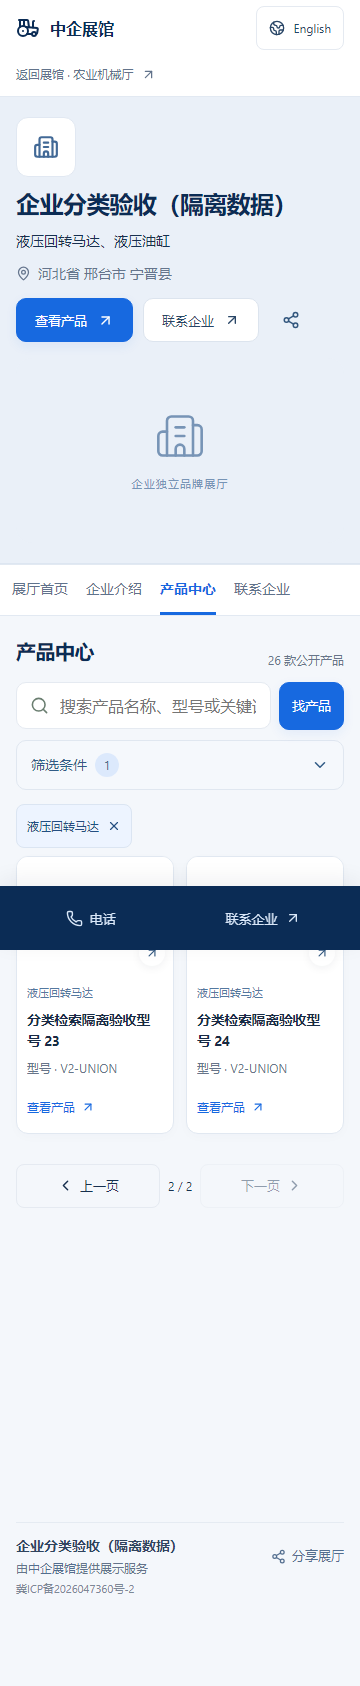 中企展馆
English
返回展馆 · 农业机械厅
企业分类验收（隔离数据）
液压回转马达、液压油缸
河北省 邢台市 宁晋县
查看产品
联系企业
企业独立品牌展厅
展厅首页 企业介绍 产品中心 联系企业
产品中心
26 款公开产品
搜索产品名称、型号或关键词
找产品
筛选条件 1
液压回转马达
电话
联系企业
液压回转马达
分类检索隔离验收型
号 23
型号 · V2-UNION
查看产品
液压回转马达
分类检索隔离验收型
号 24
型号 · V2-UNION
查看产品
上一页
2 / 2
下一页
企业分类验收（隔离数据）
由中企展馆提供展示服务
冀ICP备2026047360号-2
分享展厅